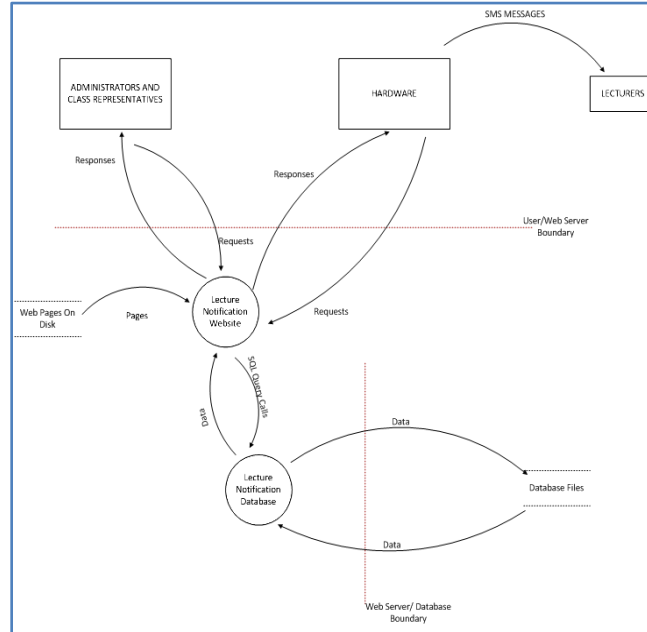 SMS MESSAGES
ADMINISTRATORS AND
CLASS REPRESENTATIVES
HARDWARE
LECTURERS
Responses
Responses
User/Web Server
Boundary
Requests
Lecture
Notification
Website
Web Pages On
Disk
Pages
Requests
SQL Query Calls
Data
Data
Lecture
Notification
Database
Database Files
Data
Web Server/ Database
Boundary